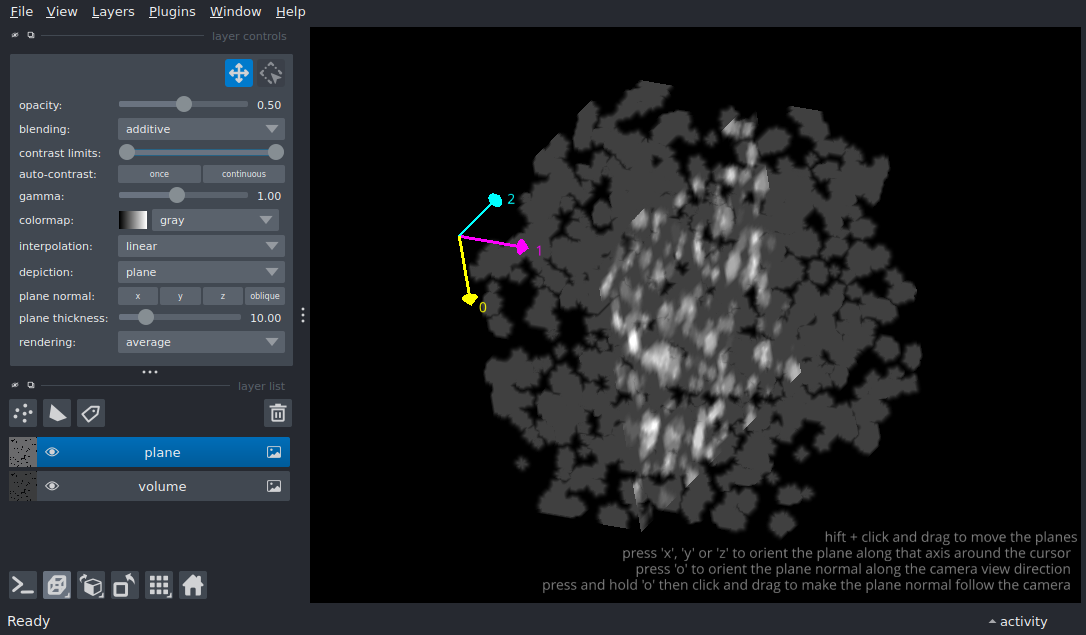 File View Layers Plugins Window Help
layer controls
opacity: 0.50
blending: additive
contrast limits:
auto-contrast: once continuous
gamma: 1.00
colormap: gray
interpolation: linear
depiction: plane
plane normal: x y z oblique
plane thickness: 10.00
rendering: average
layer list
plane
volume
2
1
0
hift + click and drag to move the planes
press 'x', 'y' or 'z' to orient the plane along that axis around the cursor
press 'o' to orient the plane normal along the camera view direction
press and hold 'o' then click and drag to make the plane normal follow the camera
Ready activity